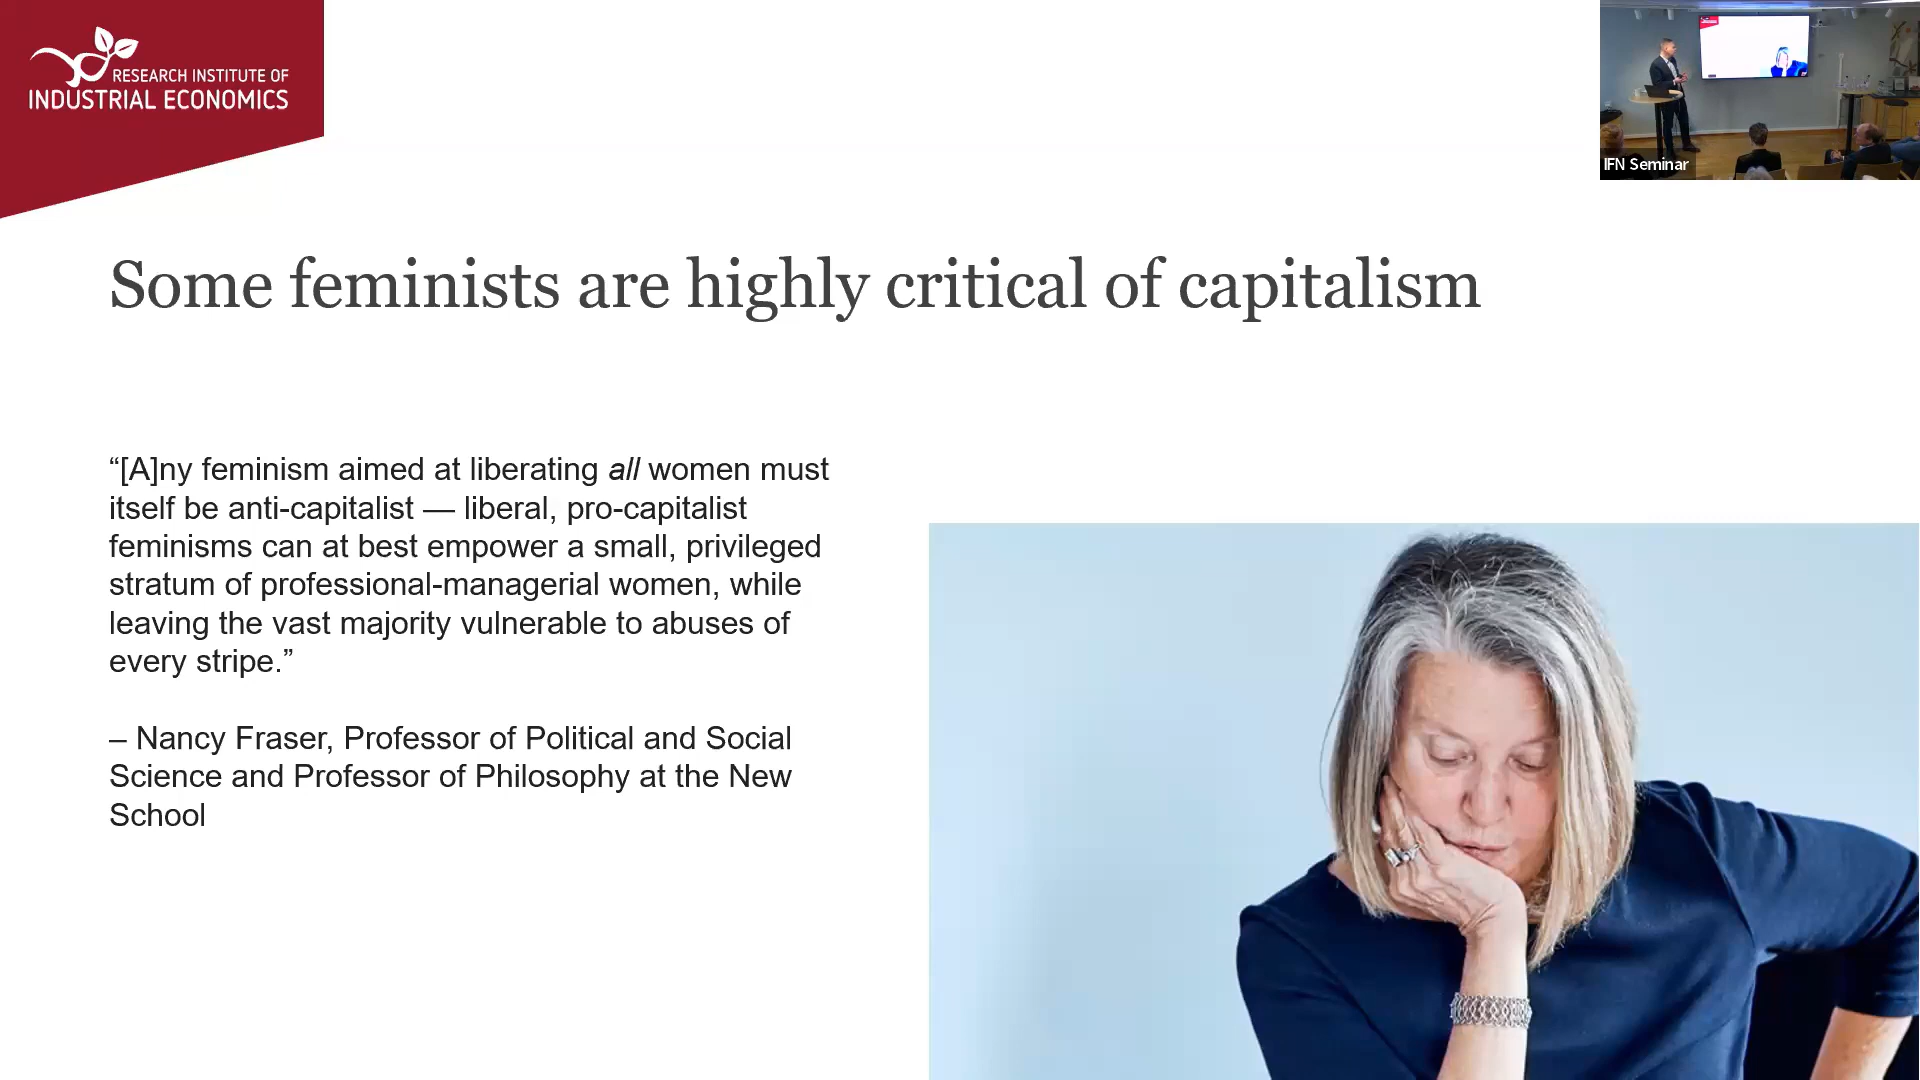 RESEARCH INSTITUTE OF
INDUSTRIAL ECONOMICS
IFN Seminar
Some feminists are highly critical of capitalism
“[A]ny feminism aimed at liberating all women must
itself be anti-capitalist — liberal, pro-capitalist
feminisms can at best empower a small, privileged
stratum of professional-managerial women, while
leaving the vast majority vulnerable to abuses of
every stripe.”
– Nancy Fraser, Professor of Political and Social
Science and Professor of Philosophy at the New
School